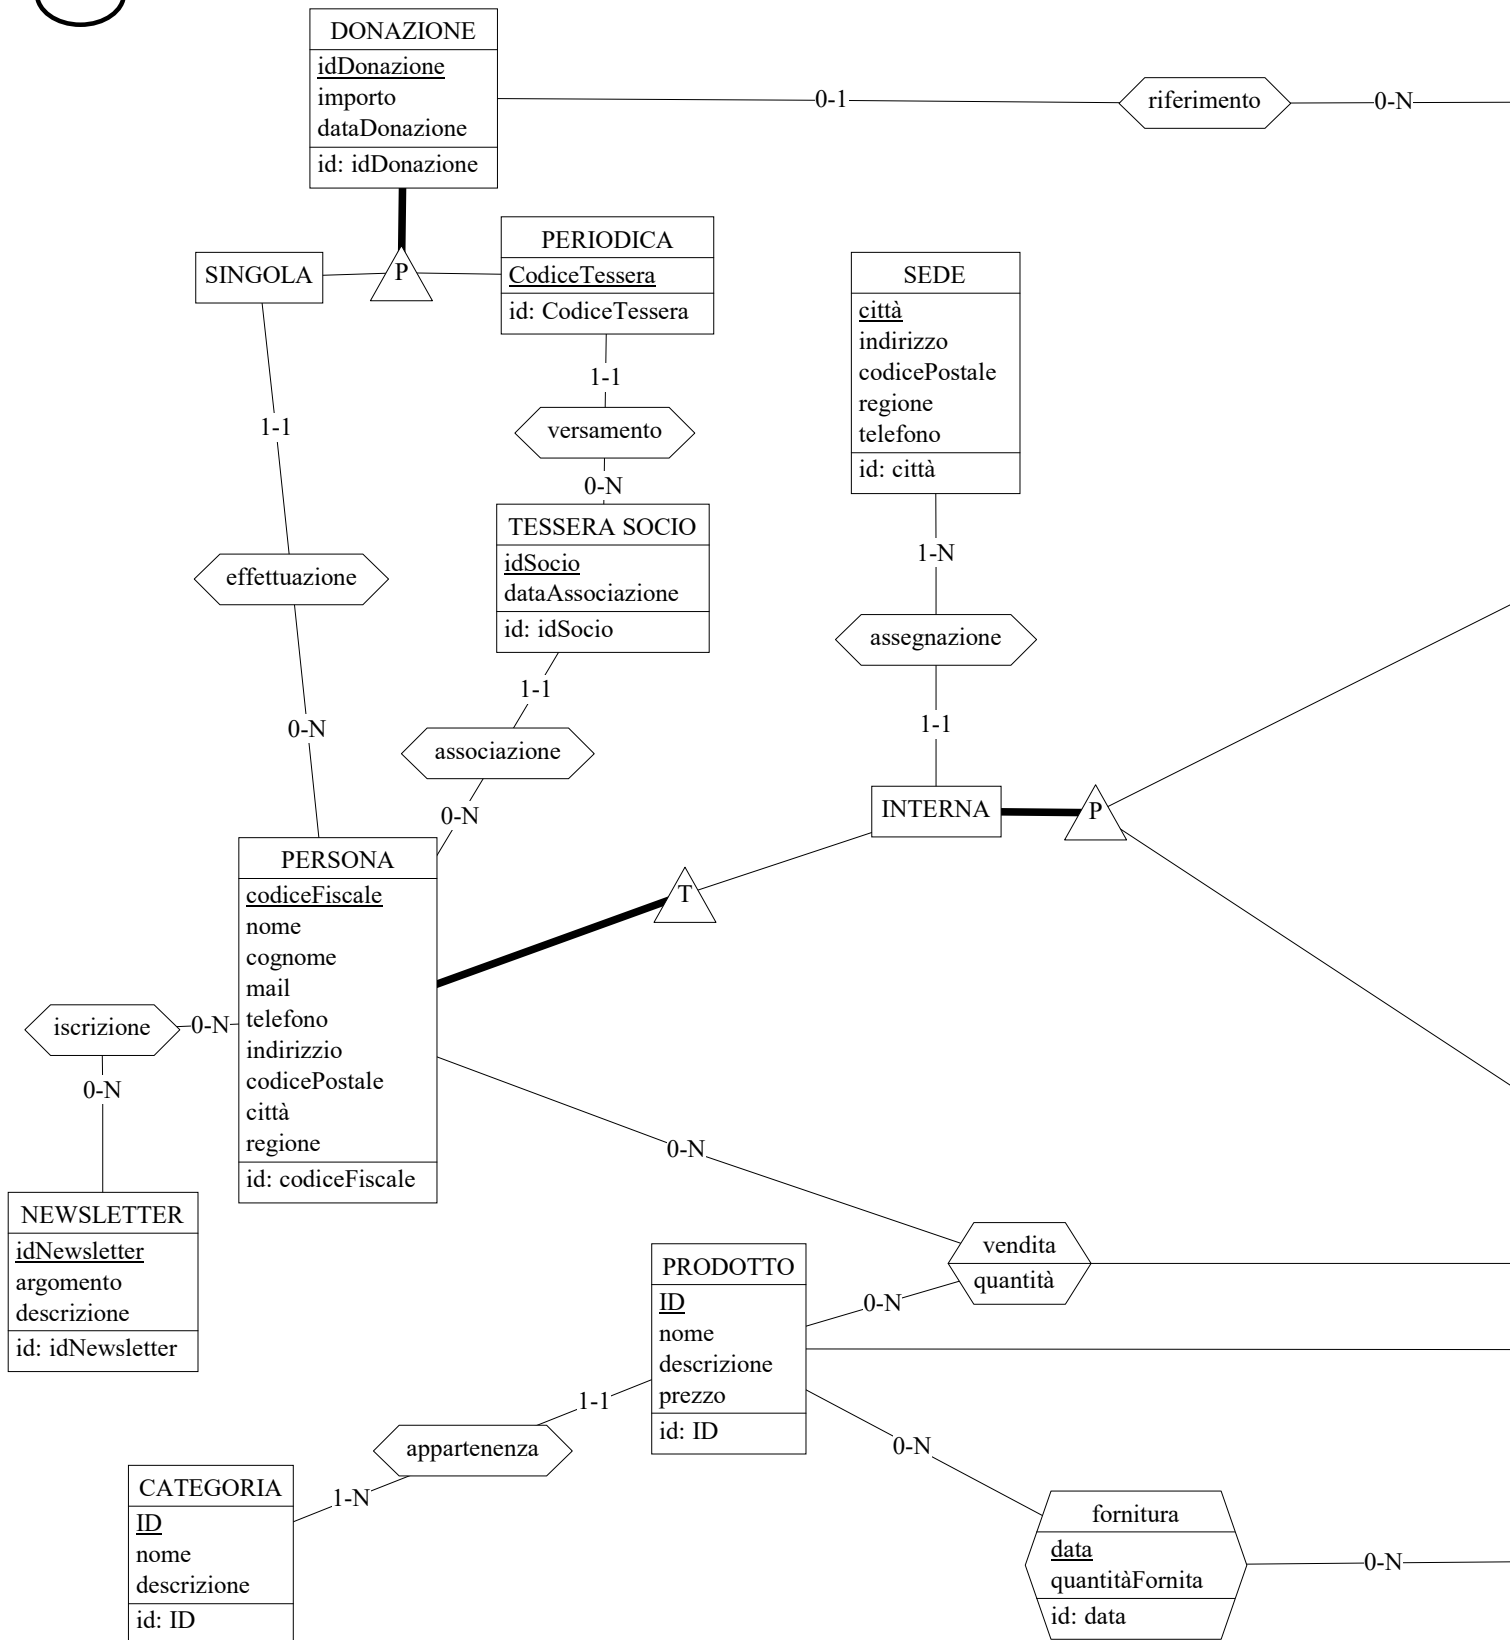 DONAZIONE
idDonazione
importo
dataDonazione
id: idDonazione
0-1
riferimento
0-N
SINGOLA
P
PERIODICA
CodiceTessera
id: CodiceTessera
SEDE
città
indirizzo
codicePostale
regione
telefono
id: città
1-1
versamento
0-N
1-1
effettuazione
0-N
TESSERA SOCIO
idSocio
dataAssociazione
id: idSocio
1-1
associazione
0-N
1-N
assegnazione
1-1
INTERNA
P
T
PERSONA
codiceFiscale
nome
cognome
mail
telefono
indirizzio
codicePostale
città
regione
id: codiceFiscale
iscrizione
0-N
0-N
NEWSLETTER
idNewsletter
argomento
descrizione
id: idNewsletter
0-N
vendita
quantità
0-N
PRODOTTO
ID
nome
descrizione
prezzo
id: ID
1-1
appartenenza
1-N
CATEGORIA
ID
nome
descrizione
id: ID
0-N
fornitura
data
quantitàFornita
id: data
0-N